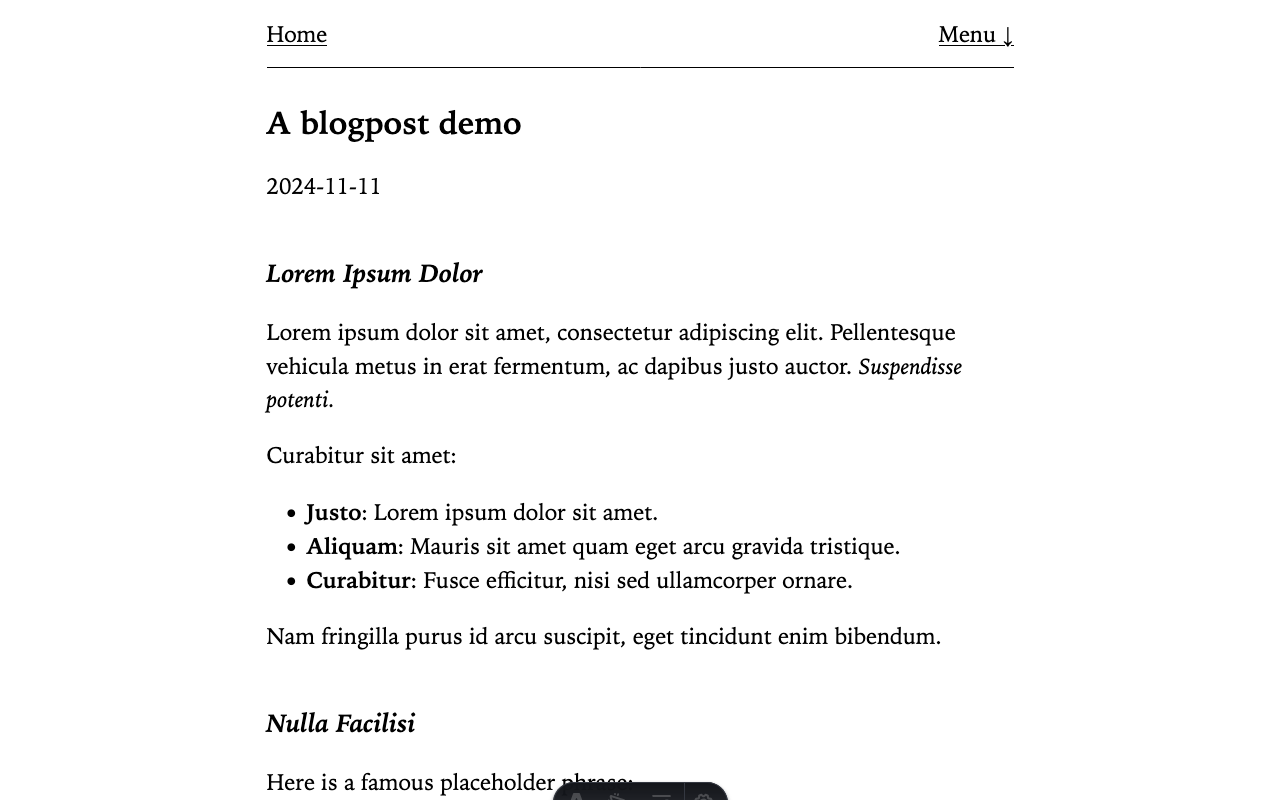 Home
Menu ↓
A blogpost demo
2024-11-11
Lorem Ipsum Dolor
Lorem ipsum dolor sit amet, consectetur adipiscing elit. Pellentesque
vehicula metus in erat fermentum, ac dapibus justo auctor. Suspendisse
potenti.
Curabitur sit amet:
• Justo: Lorem ipsum dolor sit amet.
• Aliquam: Mauris sit amet quam eget arcu gravida tristique.
• Curabitur: Fusce efficitur, nisi sed ullamcorper ornare.
Nam fringilla purus id arcu suscipit, eget tincidunt enim bibendum.
Nulla Facilisi
Here is a famous placeholder phrase: